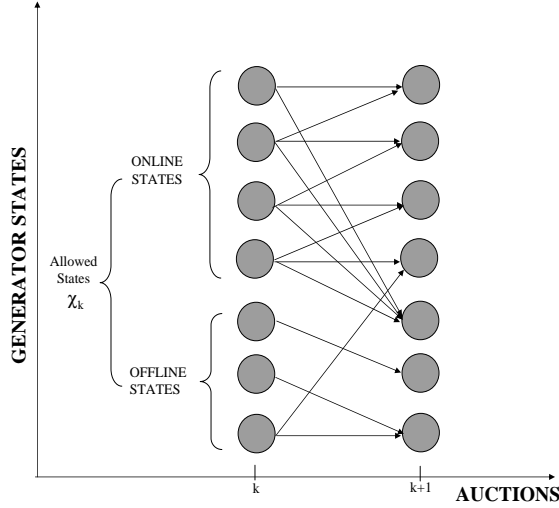 GENERATOR STATES
ONLINE
STATES
Allowed
States
χk
OFFLINE
STATES
k
k+1
AUCTIONS